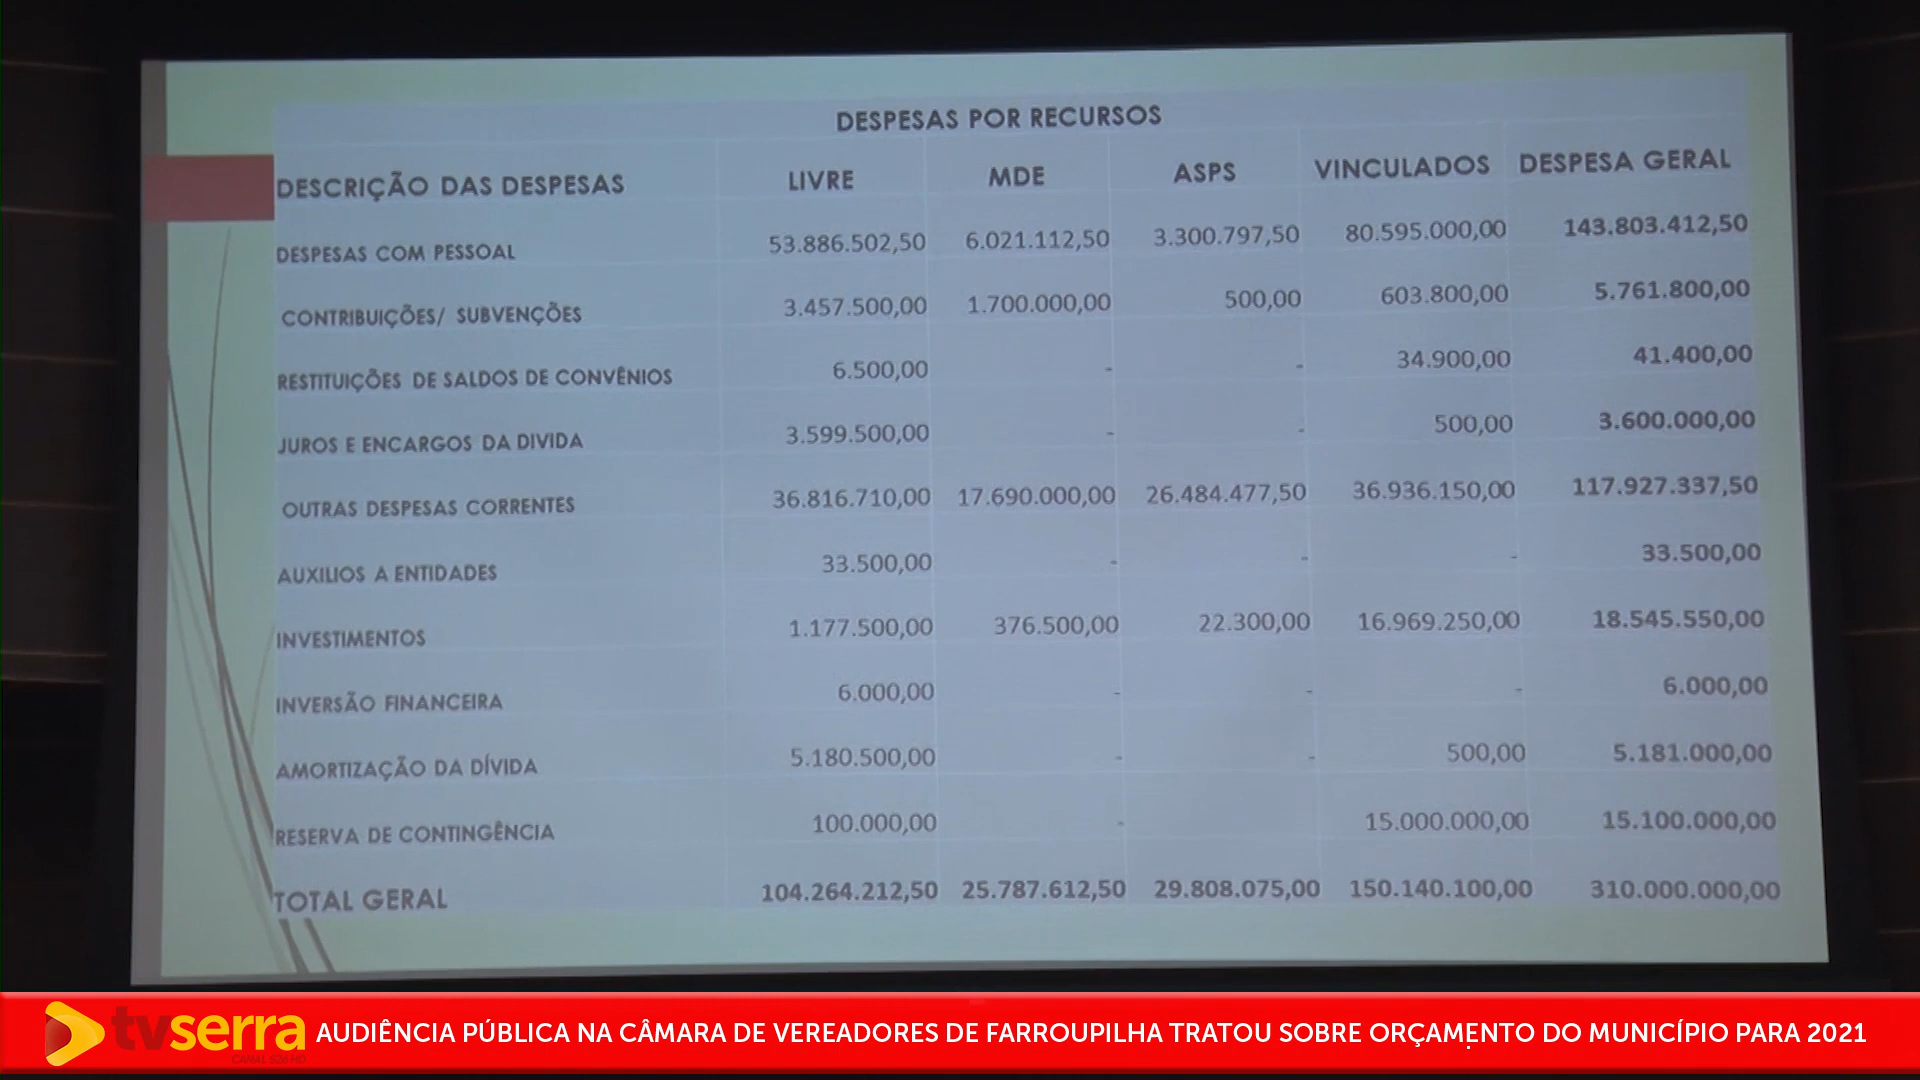 DESPESAS POR RECURSOS
DESCRIÇÃO DAS DESPESAS LIVRE MDE ASPS VINCULADOS DESPESA GERAL
DESPESAS COM PESSOAL 53.886.502,50 6.021.112,50 3.300.797,50 80.595.000,00 143.803.412,50
CONTRIBUIÇÕES/ SUBVENÇÕES 3.457.500,00 1.700.000,00 500,00 603.800,00 5.761.800,00
RESTITUIÇÕES DE SALDOS DE CONVÊNIOS 6.500,00 - - 34.900,00 41.400,00
JUROS E ENCARGOS DA DIVIDA 3.599.500,00 - - 500,00 3.600.000,00
OUTRAS DESPESAS CORRENTES 36.816.710,00 17.690.000,00 26.484.477,50 36.936.150,00 117.927.337,50
AUXILIOS A ENTIDADES 33.500,00 - - - 33.500,00
INVESTIMENTOS 1.177.500,00 376.500,00 22.300,00 16.969.250,00 18.545.550,00
INVERSÃO FINANCEIRA 6.000,00 - - - 6.000,00
AMORTIZAÇÃO DA DÍVIDA 5.180.500,00 - - 500,00 5.181.000,00
RESERVA DE CONTINGÊNCIA 100.000,00 - 15.000.000,00 15.100.000,00
TOTAL GERAL 104.264.212,50 25.787.612,50 29.808.075,00 150.140.100,00 310.000.000,00
tvserra
CANAL 526 HD
AUDIÊNCIA PÚBLICA NA CÂMARA DE VEREADORES DE FARROUPILHA TRATOU SOBRE ORÇAMENTO DO MUNICÍPIO PARA 2021